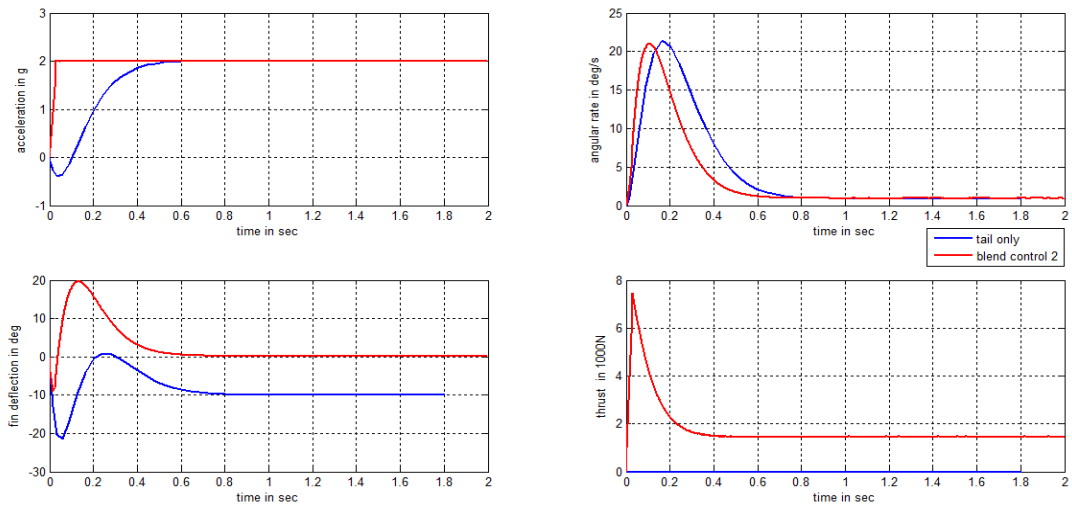 3
2
1
0
-1
acceleration in g
0 0.2 0.4 0.6 0.8 1 1.2 1.4 1.6 1.8 2
time in sec
25
20
15
10
5
0
angular rate in deg/s
0 0.2 0.4 0.6 0.8 1 1.2 1.4 1.6 1.8 2
time in sec
tail only
blend control 2
20
10
0
-10
-20
-30
fin deflection in deg
0 0.2 0.4 0.6 0.8 1 1.2 1.4 1.6 1.8 2
time in sec
8
6
4
2
0
thrust in 1000N
0 0.2 0.4 0.6 0.8 1 1.2 1.4 1.6 1.8 2
time in sec